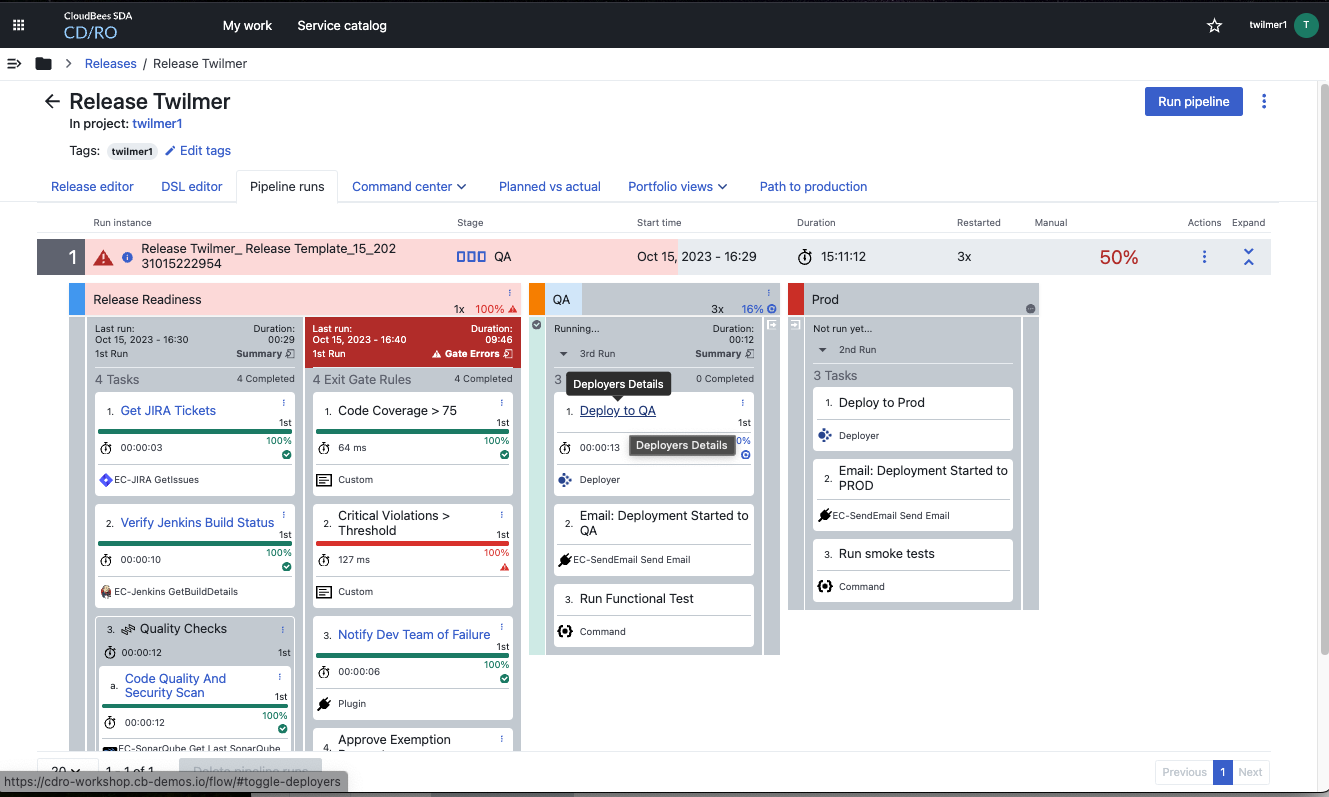 CloudBees SDA
CD/RO
My work
Service catalog
twilmer1
T
Releases / Release Twilmer
Release Twilmer
Run pipeline
In project: twilmer1
Tags: twilmer1 Edit tags
Release editor
DSL editor
Pipeline runs
Command center
Planned vs actual
Portfolio views
Path to production
Run instance
Stage
Start time
Duration
Restarted
Manual
Actions
Expand
1
Release Twilmer_ Release Template_15_202
31015222954
QA
Oct 15, 2023 - 16:29
15:11:12
3x
50%
Release Readiness
1x 100%
Last run:
Duration:
Oct 15, 2023 - 16:30
00:29
1st Run
Summary
4 Tasks
4 Completed
1. Get JIRA Tickets
1st
100%
00:00:03
EC-JIRA GetIssues
2. Verify Jenkins Build Status
1st
100%
00:00:10
EC-Jenkins GetBuildDetails
3. Quality Checks
00:00:12
1st
a. Code Quality And
Security Scan
1st
100%
00:00:12
EC-SonarQube Get Last SonarQube
Last run:
Duration:
Oct 15, 2023 - 16:40
09:46
1st Run
Gate Errors
4 Exit Gate Rules
4 Completed
1. Code Coverage > 75
1st
100%
64 ms
Custom
2. Critical Violations >
Threshold
1st
100%
127 ms
Custom
3. Notify Dev Team of Failure
1st
100%
00:00:06
Plugin
4. Approve Exemption
QA
3x 16%
Running...
Duration:
00:12
3rd Run
Summary
3
0 Completed
Deployers Details
1. Deploy to QA
1st
0%
00:00:13
Deployers Details
Deployer
2. Email: Deployment Started to
QA
EC-SendEmail Send Email
3. Run Functional Test
Command
Prod
Not run yet...
2nd Run
3 Tasks
1. Deploy to Prod
Deployer
2. Email: Deployment Started to
PROD
EC-SendEmail Send Email
3. Run smoke tests
Command
20
1 - 1 of 1
Delete pipeline runs
Previous
1
Next
https://cdro-workshop.cb-demos.io/flow/#toggle-deployers